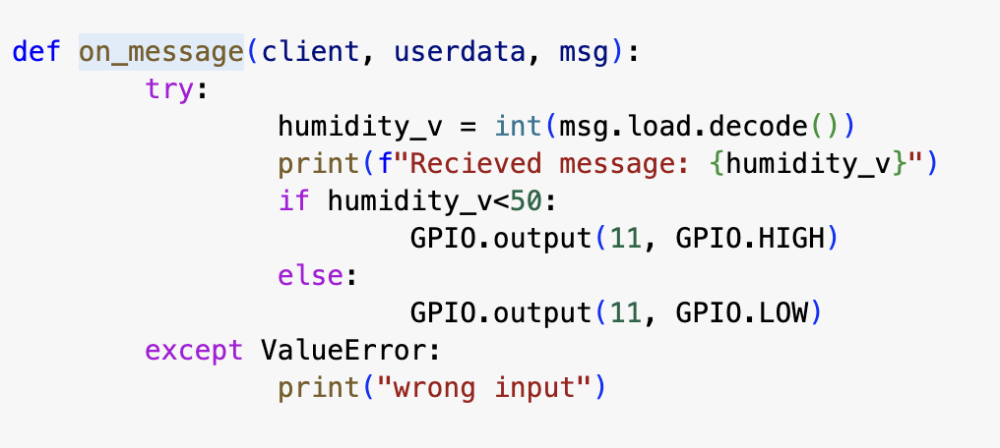 def on_message(client, userdata, msg):
        try:
                humidity_v = int(msg.load.decode())
                print(f"Recieved message: {humidity_v}")
                if humidity_v<50:
                        GPIO.output(11, GPIO.HIGH)
                else:
                        GPIO.output(11, GPIO.LOW)
        except ValueError:
                print("wrong input")